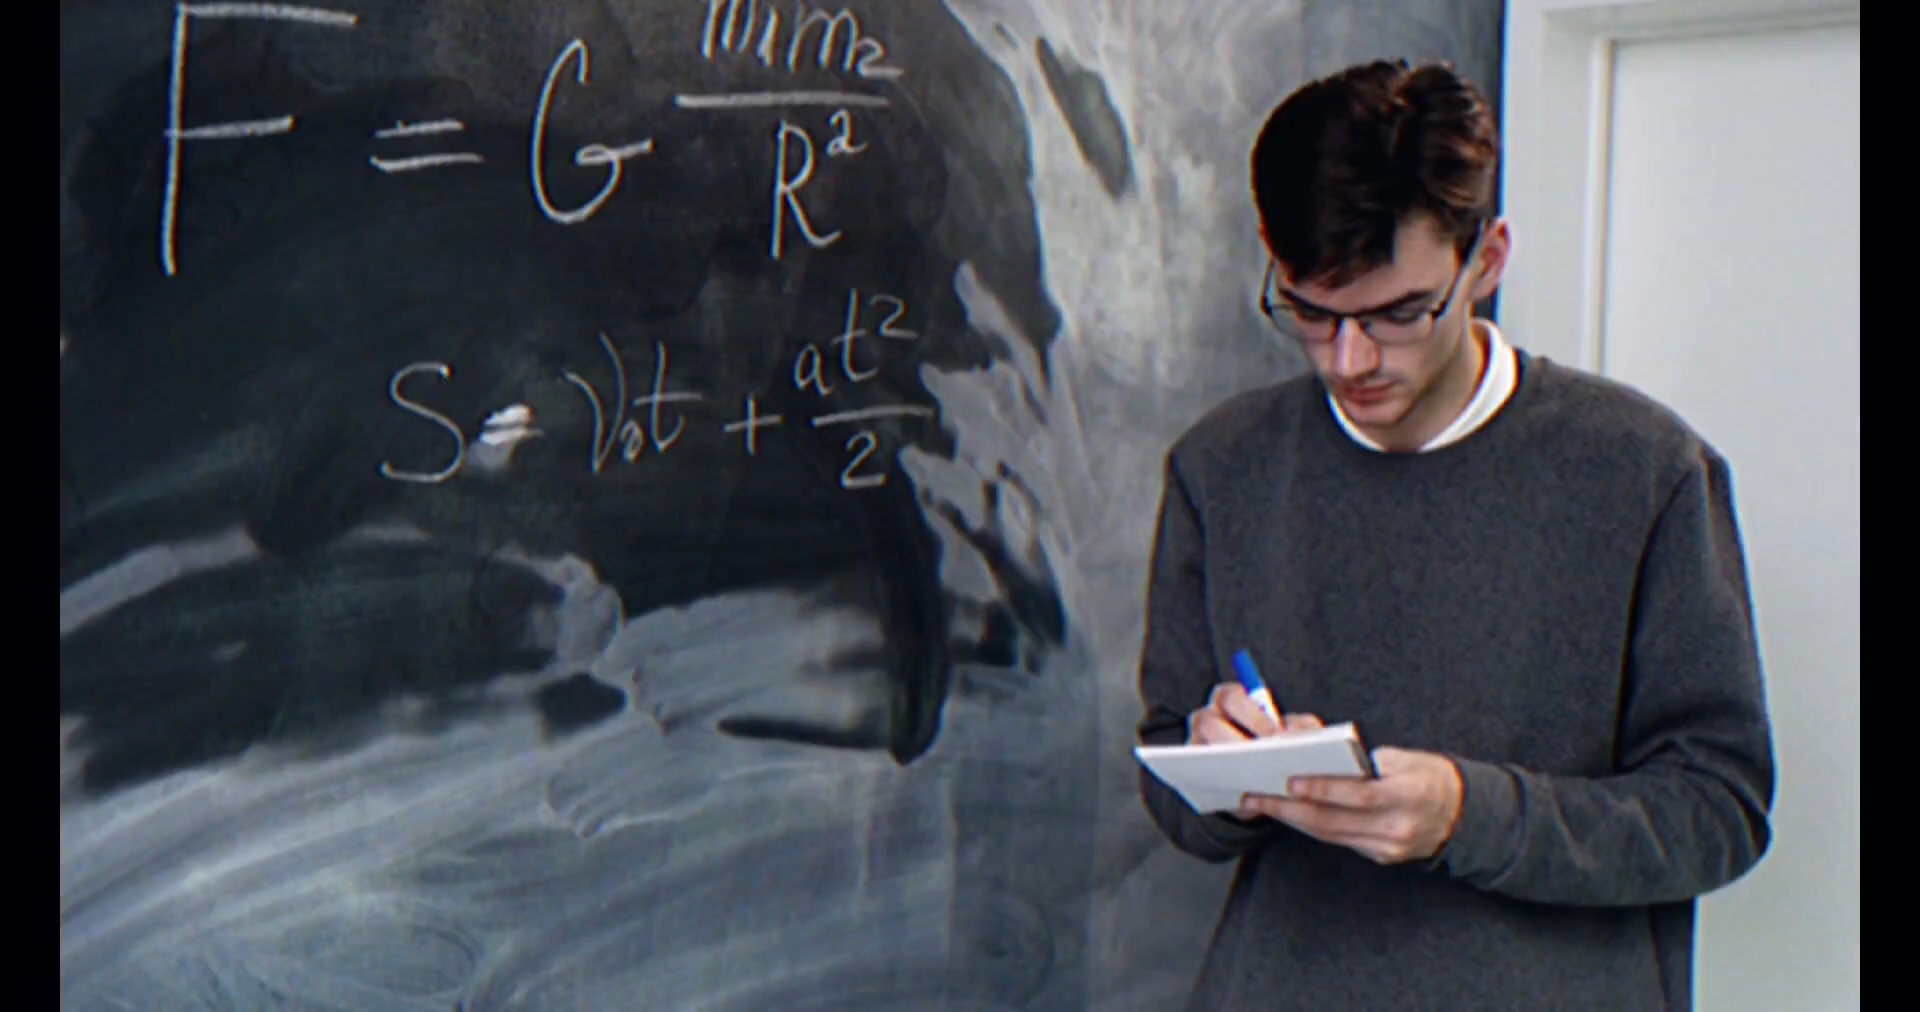 F = G m₁m₂/R²
S = V₀t + at²/2